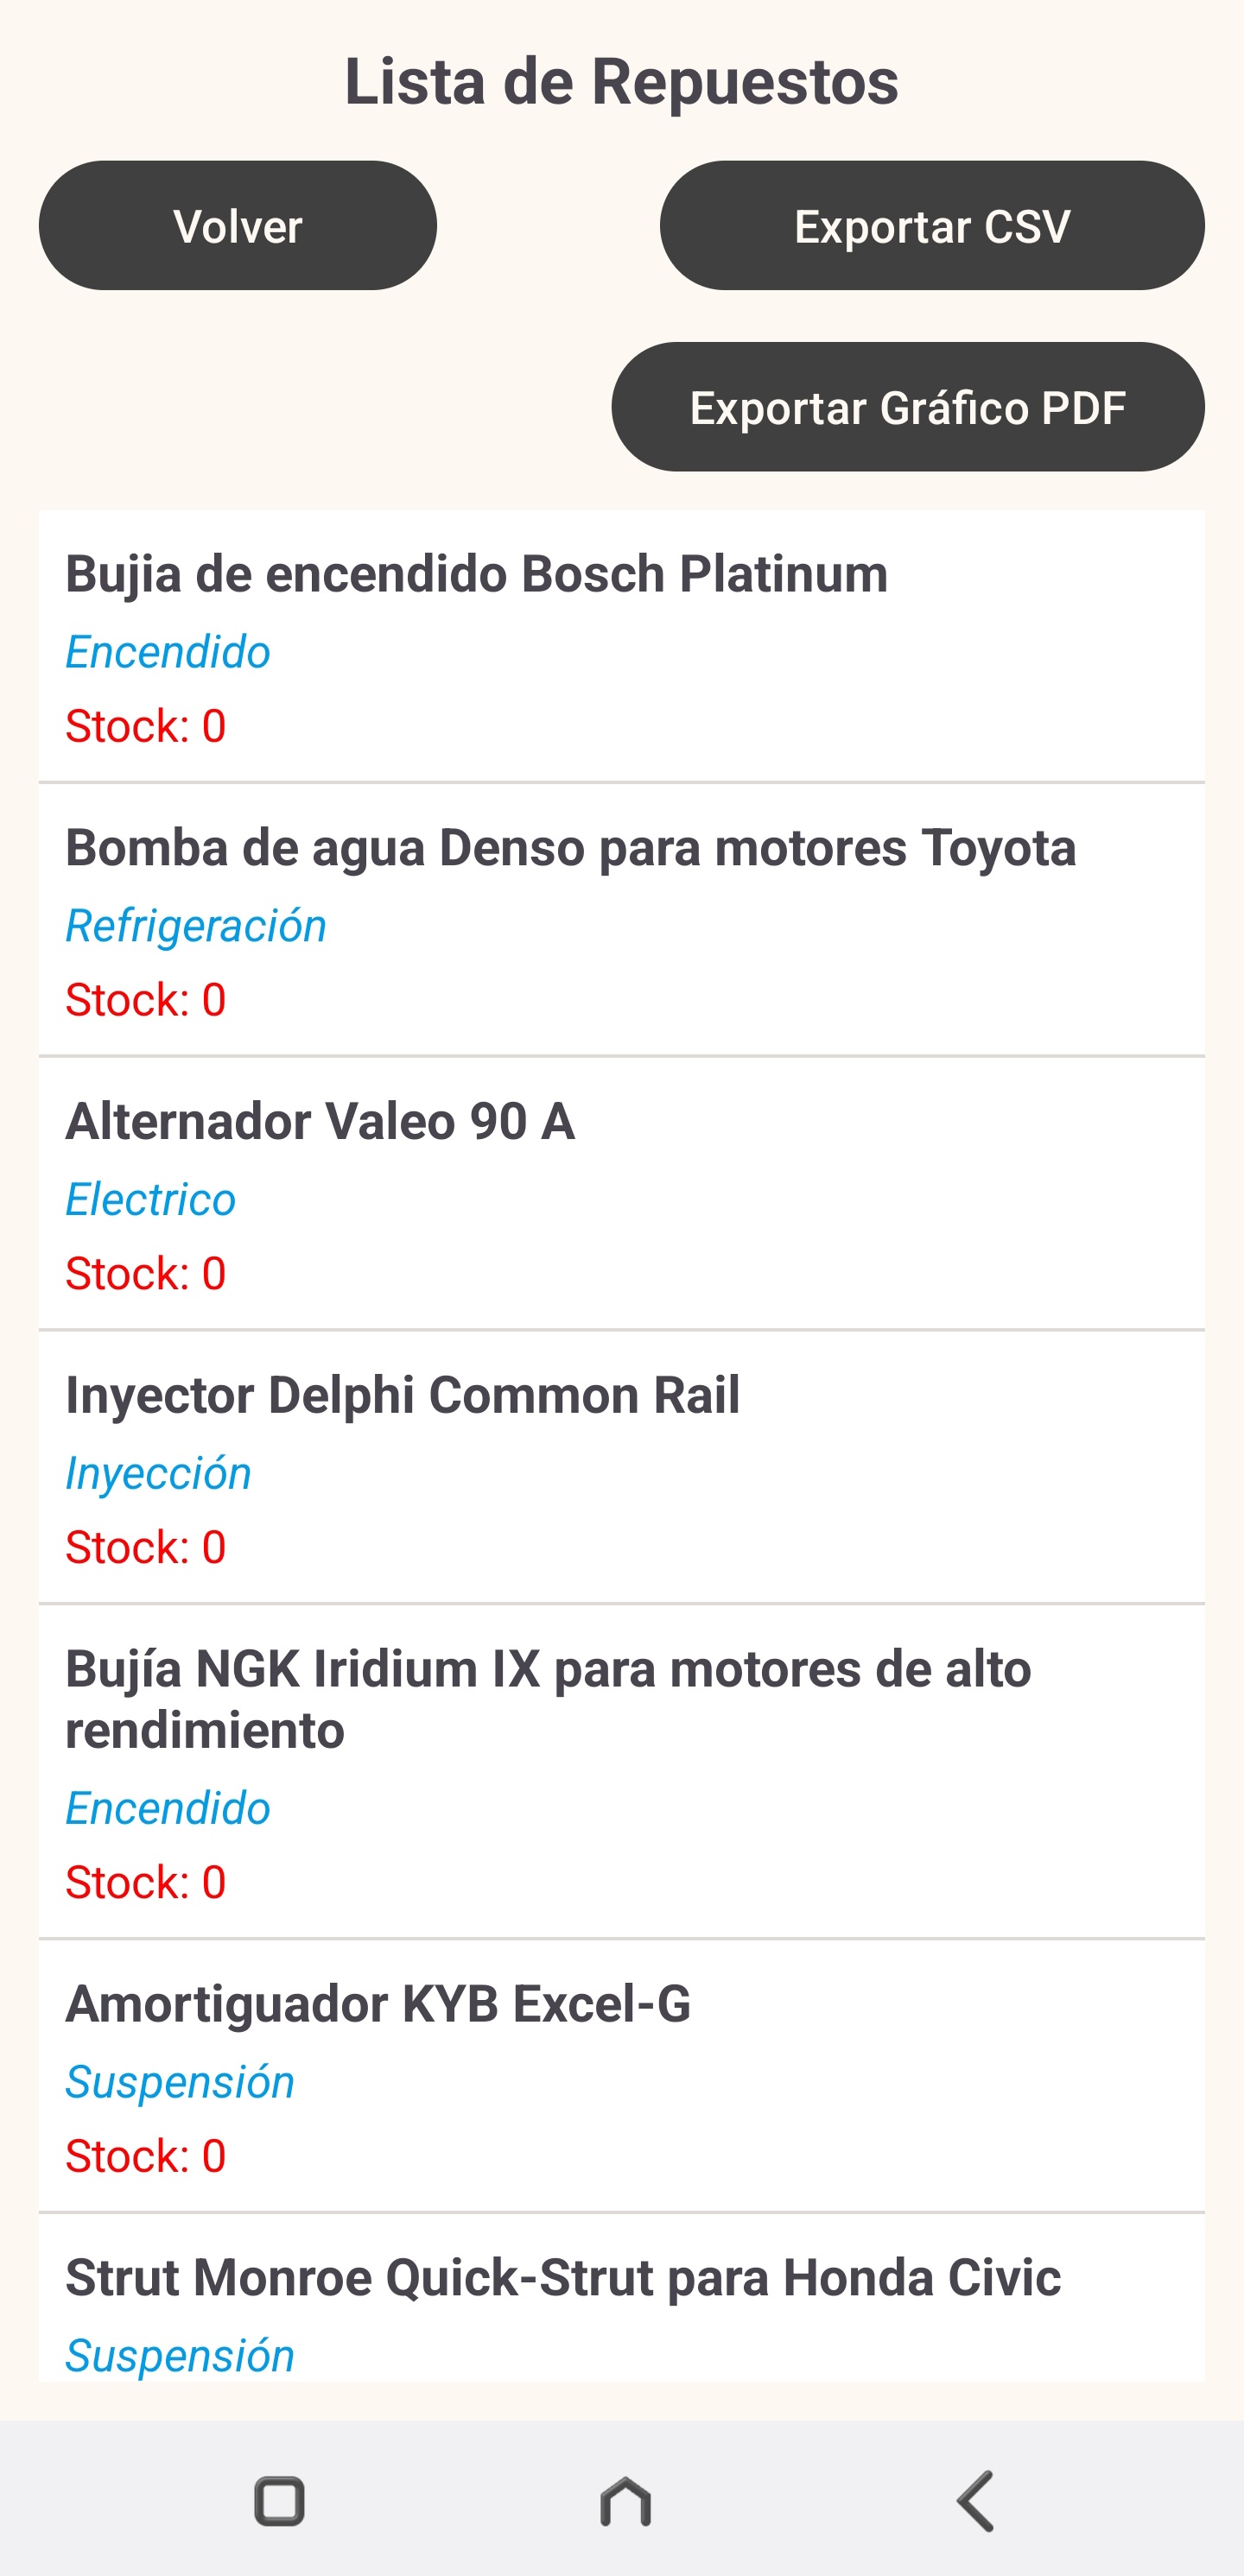 Lista de Repuestos
Volver
Exportar CSV
Exportar Gráfico PDF
Bujia de encendido Bosch Platinum
Encendido
Stock: 0
Bomba de agua Denso para motores Toyota
Refrigeración
Stock: 0
Alternador Valeo 90 A
Electrico
Stock: 0
Inyector Delphi Common Rail
Inyección
Stock: 0
Bujía NGK Iridium IX para motores de alto
rendimiento
Encendido
Stock: 0
Amortiguador KYB Excel-G
Suspensión
Stock: 0
Strut Monroe Quick-Strut para Honda Civic
Suspensión